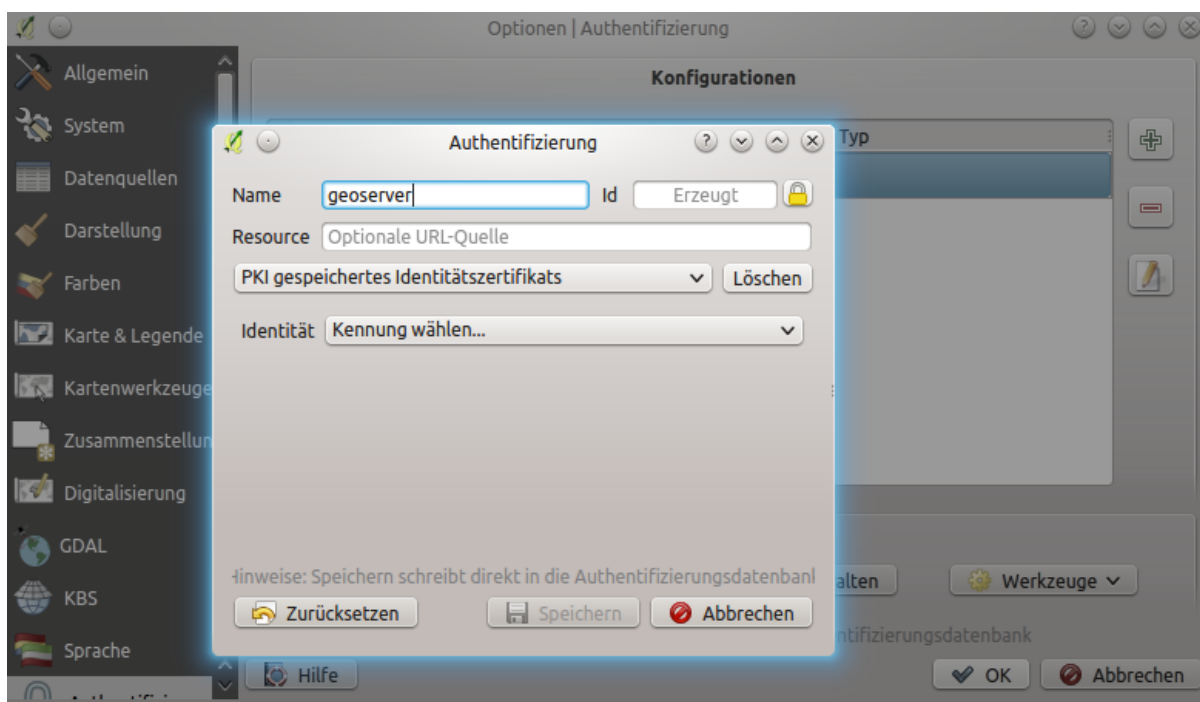 Optionen | Authentifizierung
Allgemein
System
Datenquellen
Darstellung
Farben
Karte & Legende
Kartenwerkzeuge
Zusammenstellun
Digitalisierung
GDAL
KBS
Sprache
Konfigurationen
Typ
Authentifizierung
Name geoserver Id Erzeugt
Resource Optionale URL-Quelle
PKI gespeichertes Identitätszertifikats Löschen
Identität Kennung wählen...
Hinweise: Speichern schreibt direkt in die Authentifizierungsdatenbank
Zurücksetzen Speichern Abbrechen
alten Werkzeuge
ntifizierungsdatenbank
Hilfe OK Abbrechen